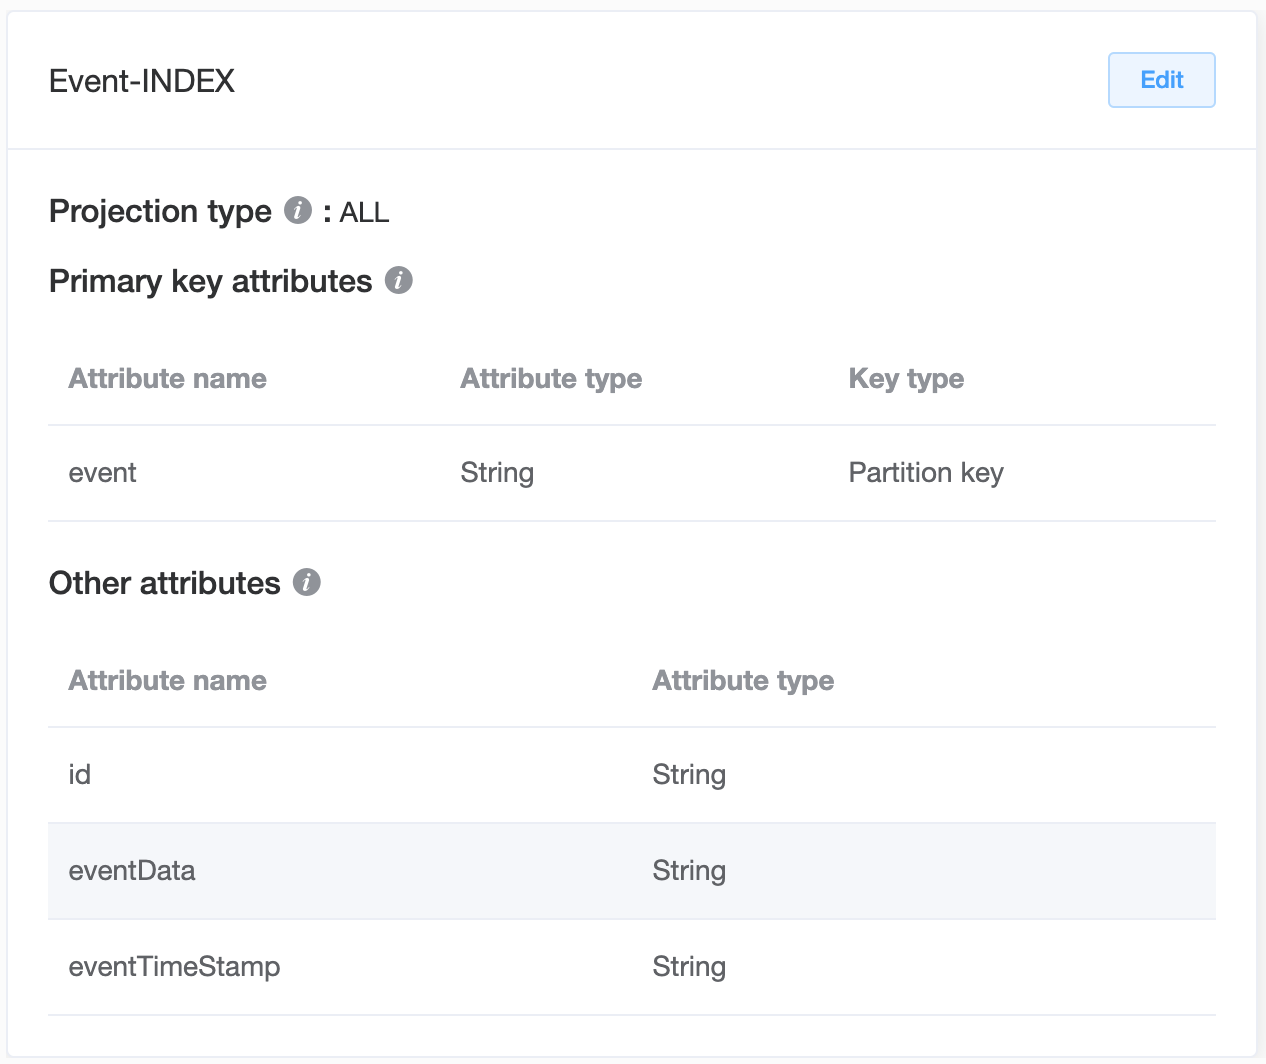 Event-INDEX
Edit
Projection type i : ALL
Primary key attributes i
Attribute name Attribute type Key type
event String Partition key
Other attributes i
Attribute name Attribute type
id String
eventData String
eventTimeStamp String